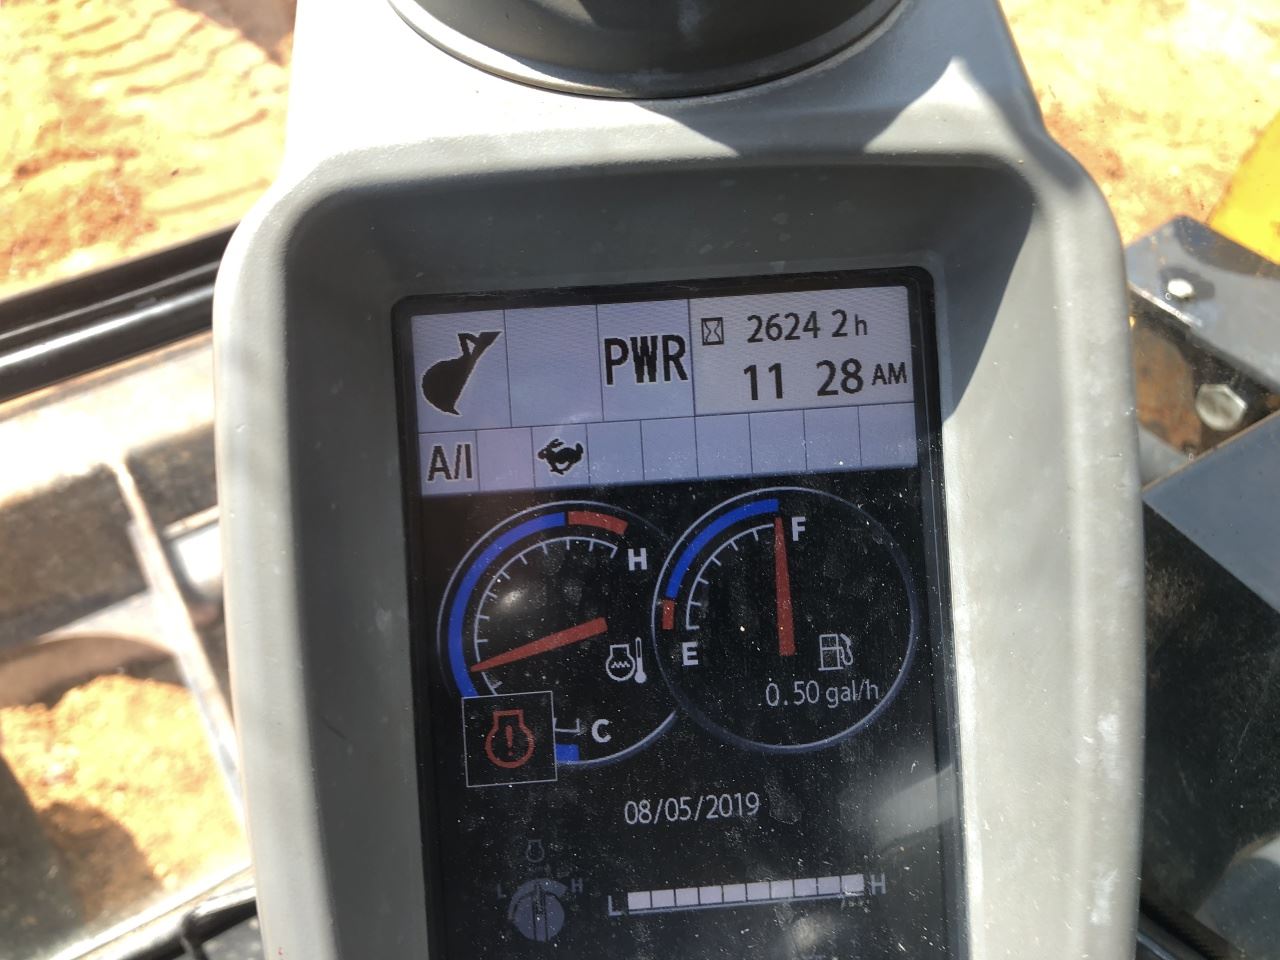 PWR
2624 2h
11 28 AM
A/I
H
F
E
0.50 gal/h
C
08/05/2019
L H
L H